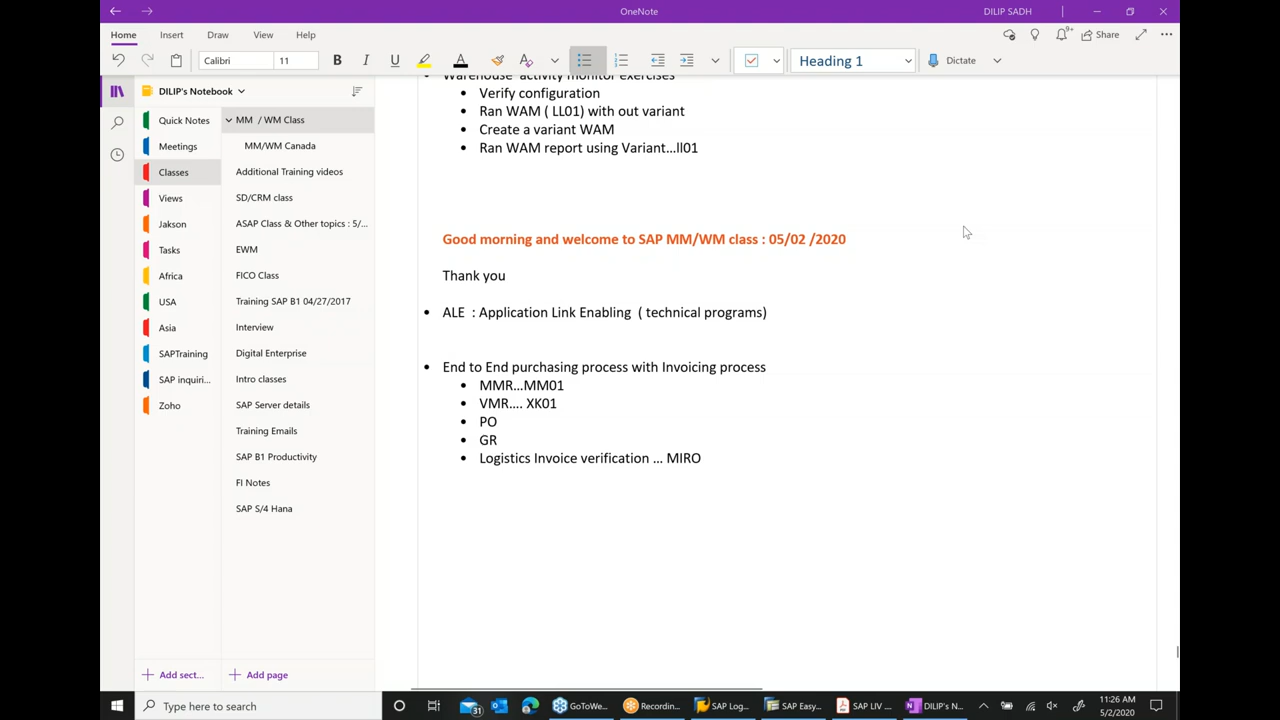 OneNote
DILIP SADH
Home
Insert
Draw
View
Help
9+
Share
Calibri
11
B
I
U
A
Heading 1
Dictate
DILIP's Notebook
Quick Notes
Meetings
Classes
Views
Jakson
Tasks
Africa
USA
Asia
SAPTraining
SAP inquiri...
Zoho
MM / WM Class
MM/WM Canada
Additional Training videos
SD/CRM class
ASAP Class & Other topics : 5/...
EWM
FICO Class
Training SAP B1 04/27/2017
Interview
Digital Enterprise
Intro classes
SAP Server details
Training Emails
SAP B1 Productivity
FI Notes
SAP S/4 Hana
Add sect...
Add page
Warehouse activity monitor exercises
Verify configuration
Ran WAM ( LL01) with out variant
Create a variant WAM
Ran WAM report using Variant...ll01
Good morning and welcome to SAP MM/WM class : 05/02 /2020
Thank you
ALE : Application Link Enabling ( technical programs)
End to End purchasing process with Invoicing process
MMR...MM01
VMR.... XK01
PO
GR
Logistics Invoice verification ... MIRO
Type here to search
31
GoToWe...
Recordin...
SAP Log...
SAP Easy...
SAP LIV ...
DILIP's N...
11:26 AM
5/2/2020